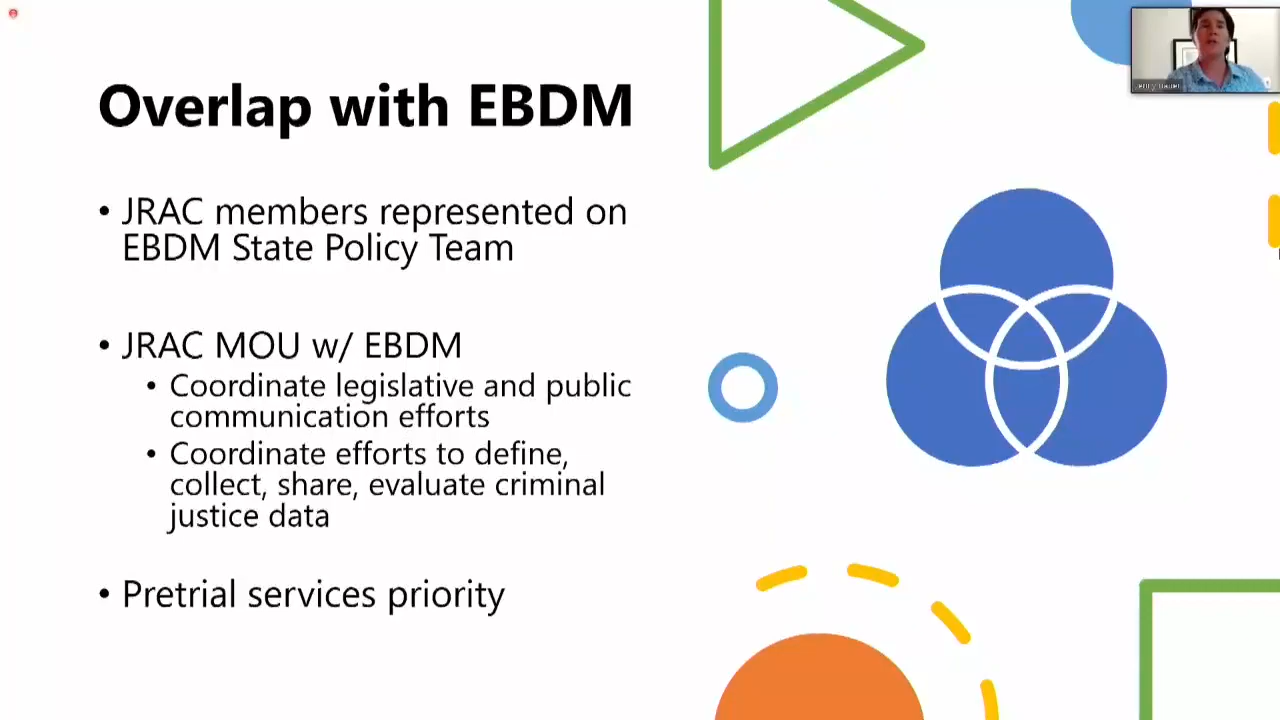 Overlap with EBDM
• JRAC members represented on
EBDM State Policy Team
• JRAC MOU w/ EBDM
• Coordinate legislative and public
communication efforts
• Coordinate efforts to define,
collect, share, evaluate criminal
justice data
• Pretrial services priority